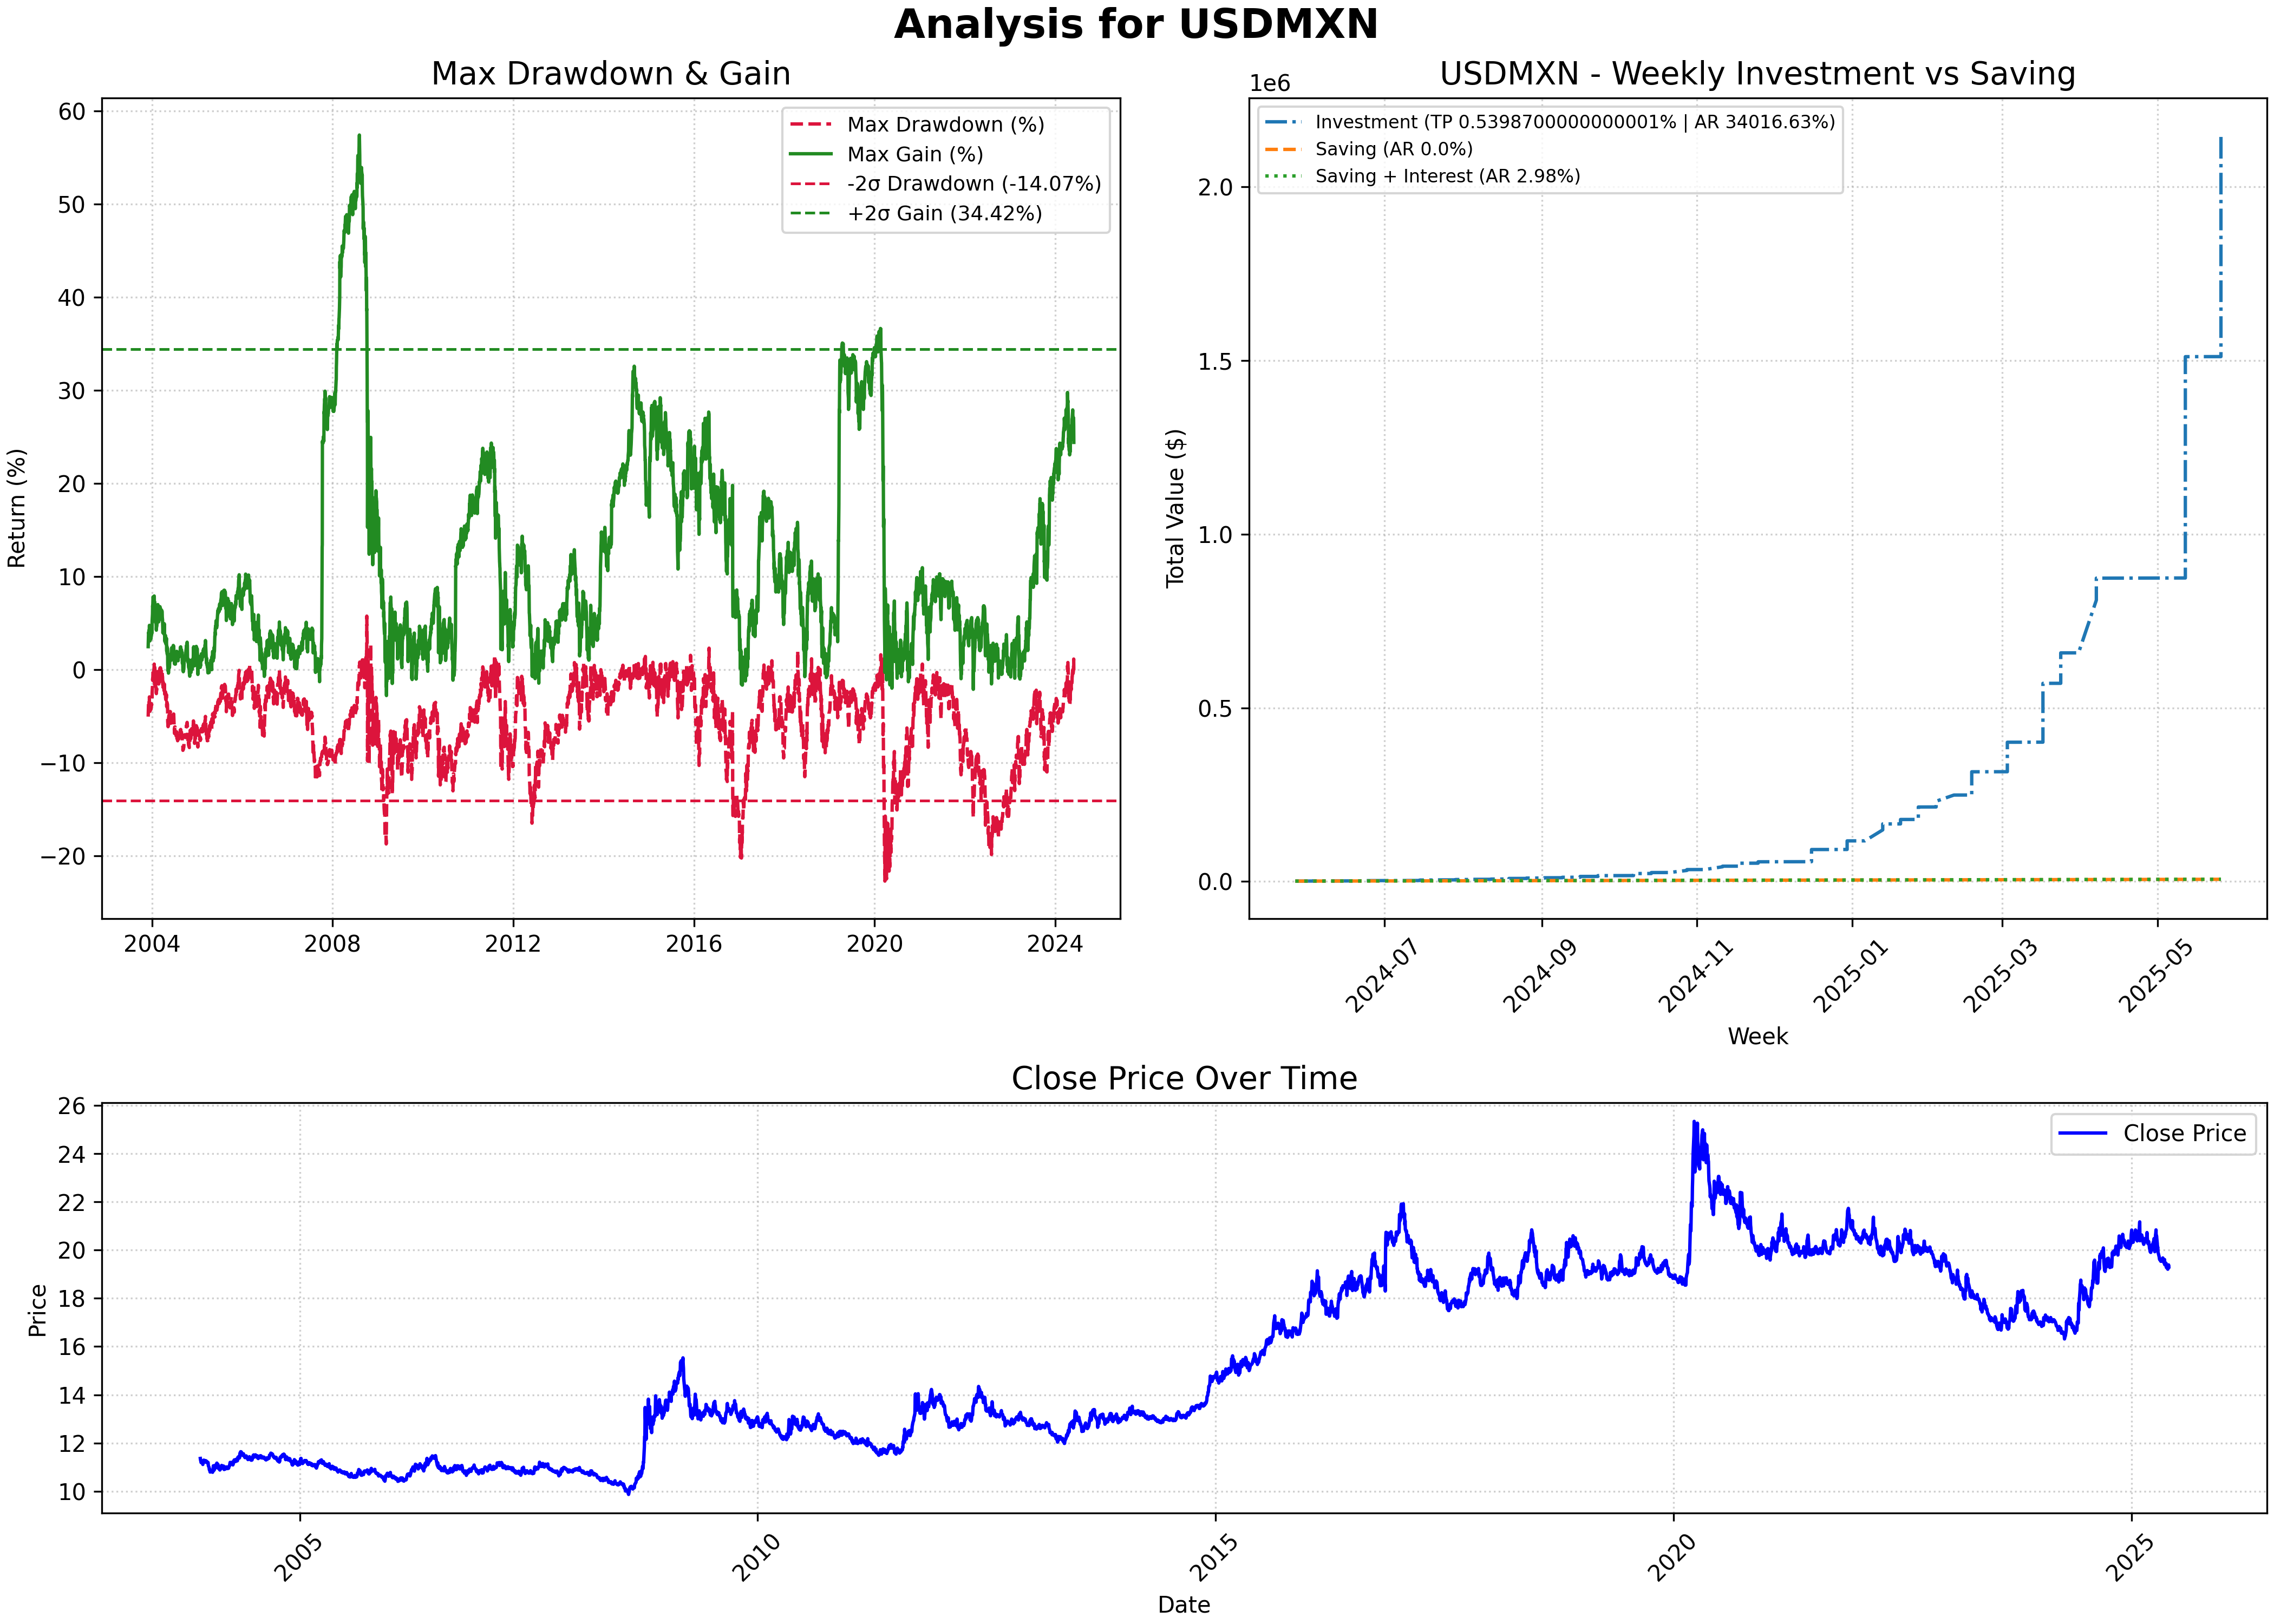 Analysis for USDMXN
Max Drawdown & Gain
Return (%)
60
50
40
30
20
10
0
−10
−20
2004
2008
2012
2016
2020
2024
Max Drawdown (%)
Max Gain (%)
-2σ Drawdown (-14.07%)
+2σ Gain (34.42%)
USDMXN - Weekly Investment vs Saving
1e6
Total Value ($)
2.0
1.5
1.0
0.5
0.0
Investment (TP 0.5398700000000001% | AR 34016.63%)
Saving (AR 0.0%)
Saving + Interest (AR 2.98%)
2024-07
2024-09
2024-11
2025-01
2025-03
2025-05
Week
Close Price Over Time
Price
26
24
22
20
18
16
14
12
10
Close Price
2005
2010
2015
2020
2025
Date